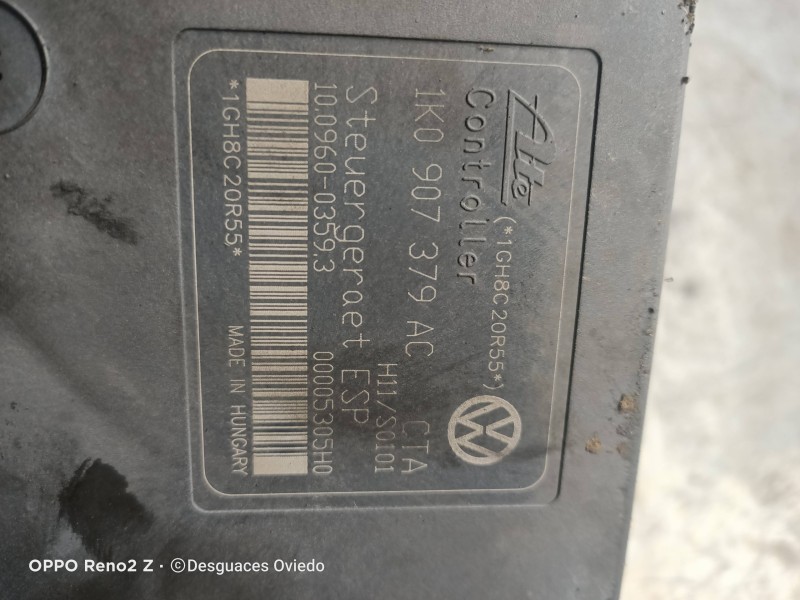 Ate (*1GH8C20R55*)
Controller
1K0 907 379 AC CTA
H11/S0101
Steuergeraet ESP
10.0960-0359.3 00005305H0
*1GH8C20R55* MADE IN HUNGARY
OPPO Reno2 Z · ©Desguaces Oviedo